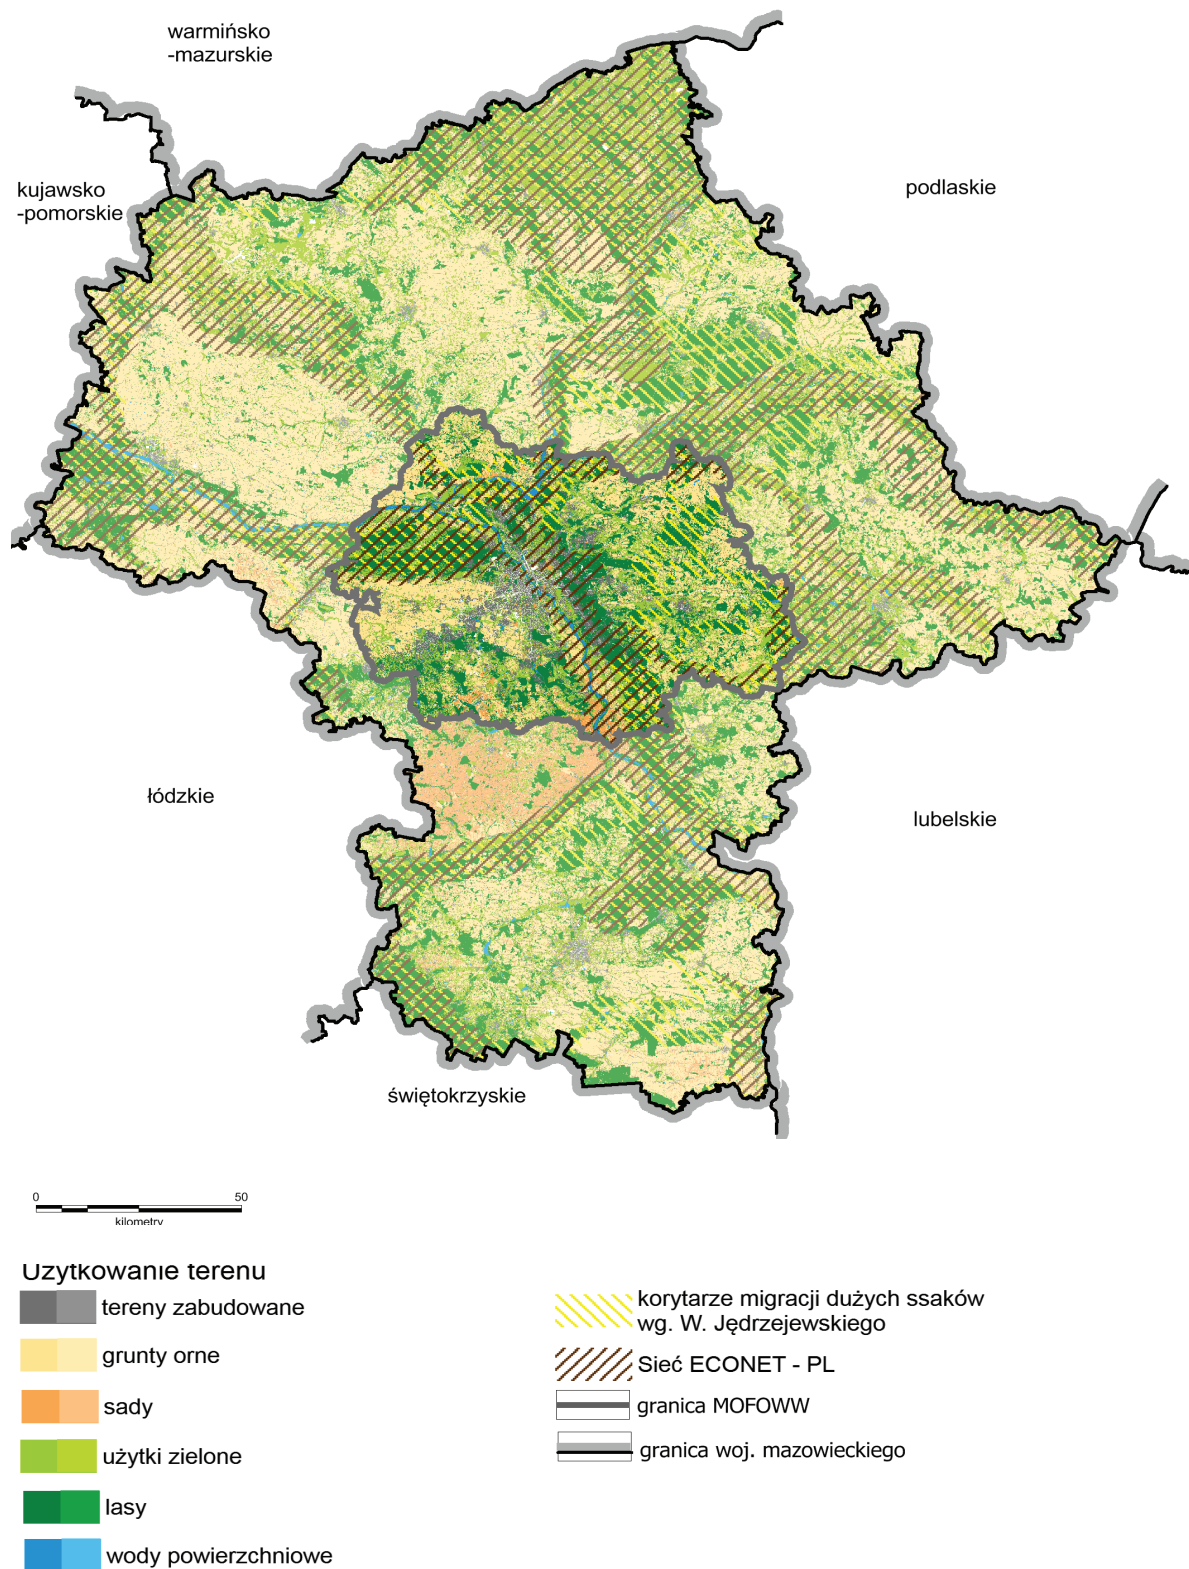 warmińsko
-mazurskie
kujawsko
-pomorskie
podlaskie
łódzkie
lubelskie
świętokrzyskie
0 50
kilometry
Użytkowanie terenu
tereny zabudowane
grunty orne
sady
użytki zielone
lasy
wody powierzchniowe
korytarze migracji dużych ssaków
wg. W. Jędrzejewskiego
Sieć ECONET - PL
granica MOFOWW
granica woj. mazowieckiego